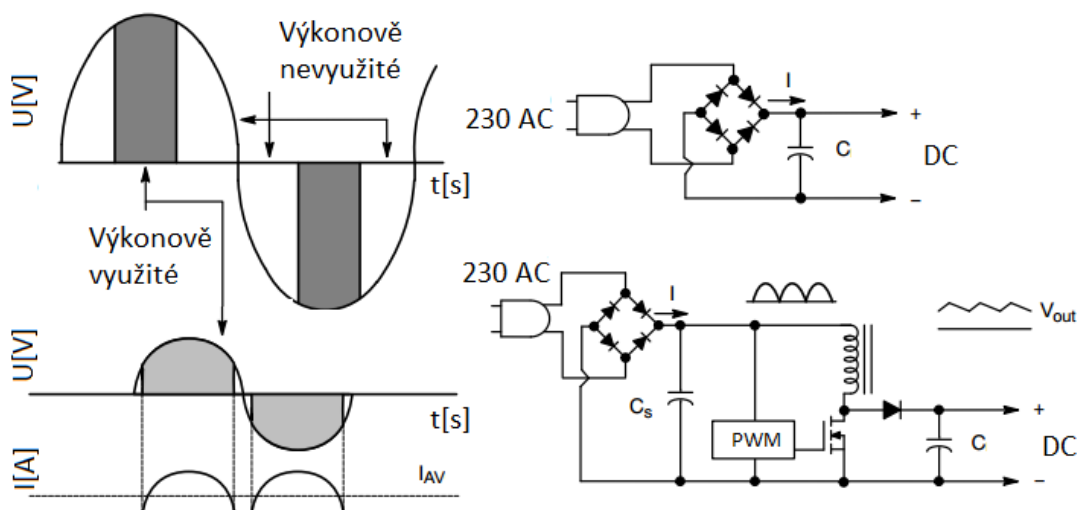 U[V]
Výkonově
nevyužité
t[s]
Výkonově
využité
U[V]
t[s]
I[A]
I_AV
230 AC
I
C
+
DC
−
230 AC
I
V_out
C_s
PWM
+
C
DC
−